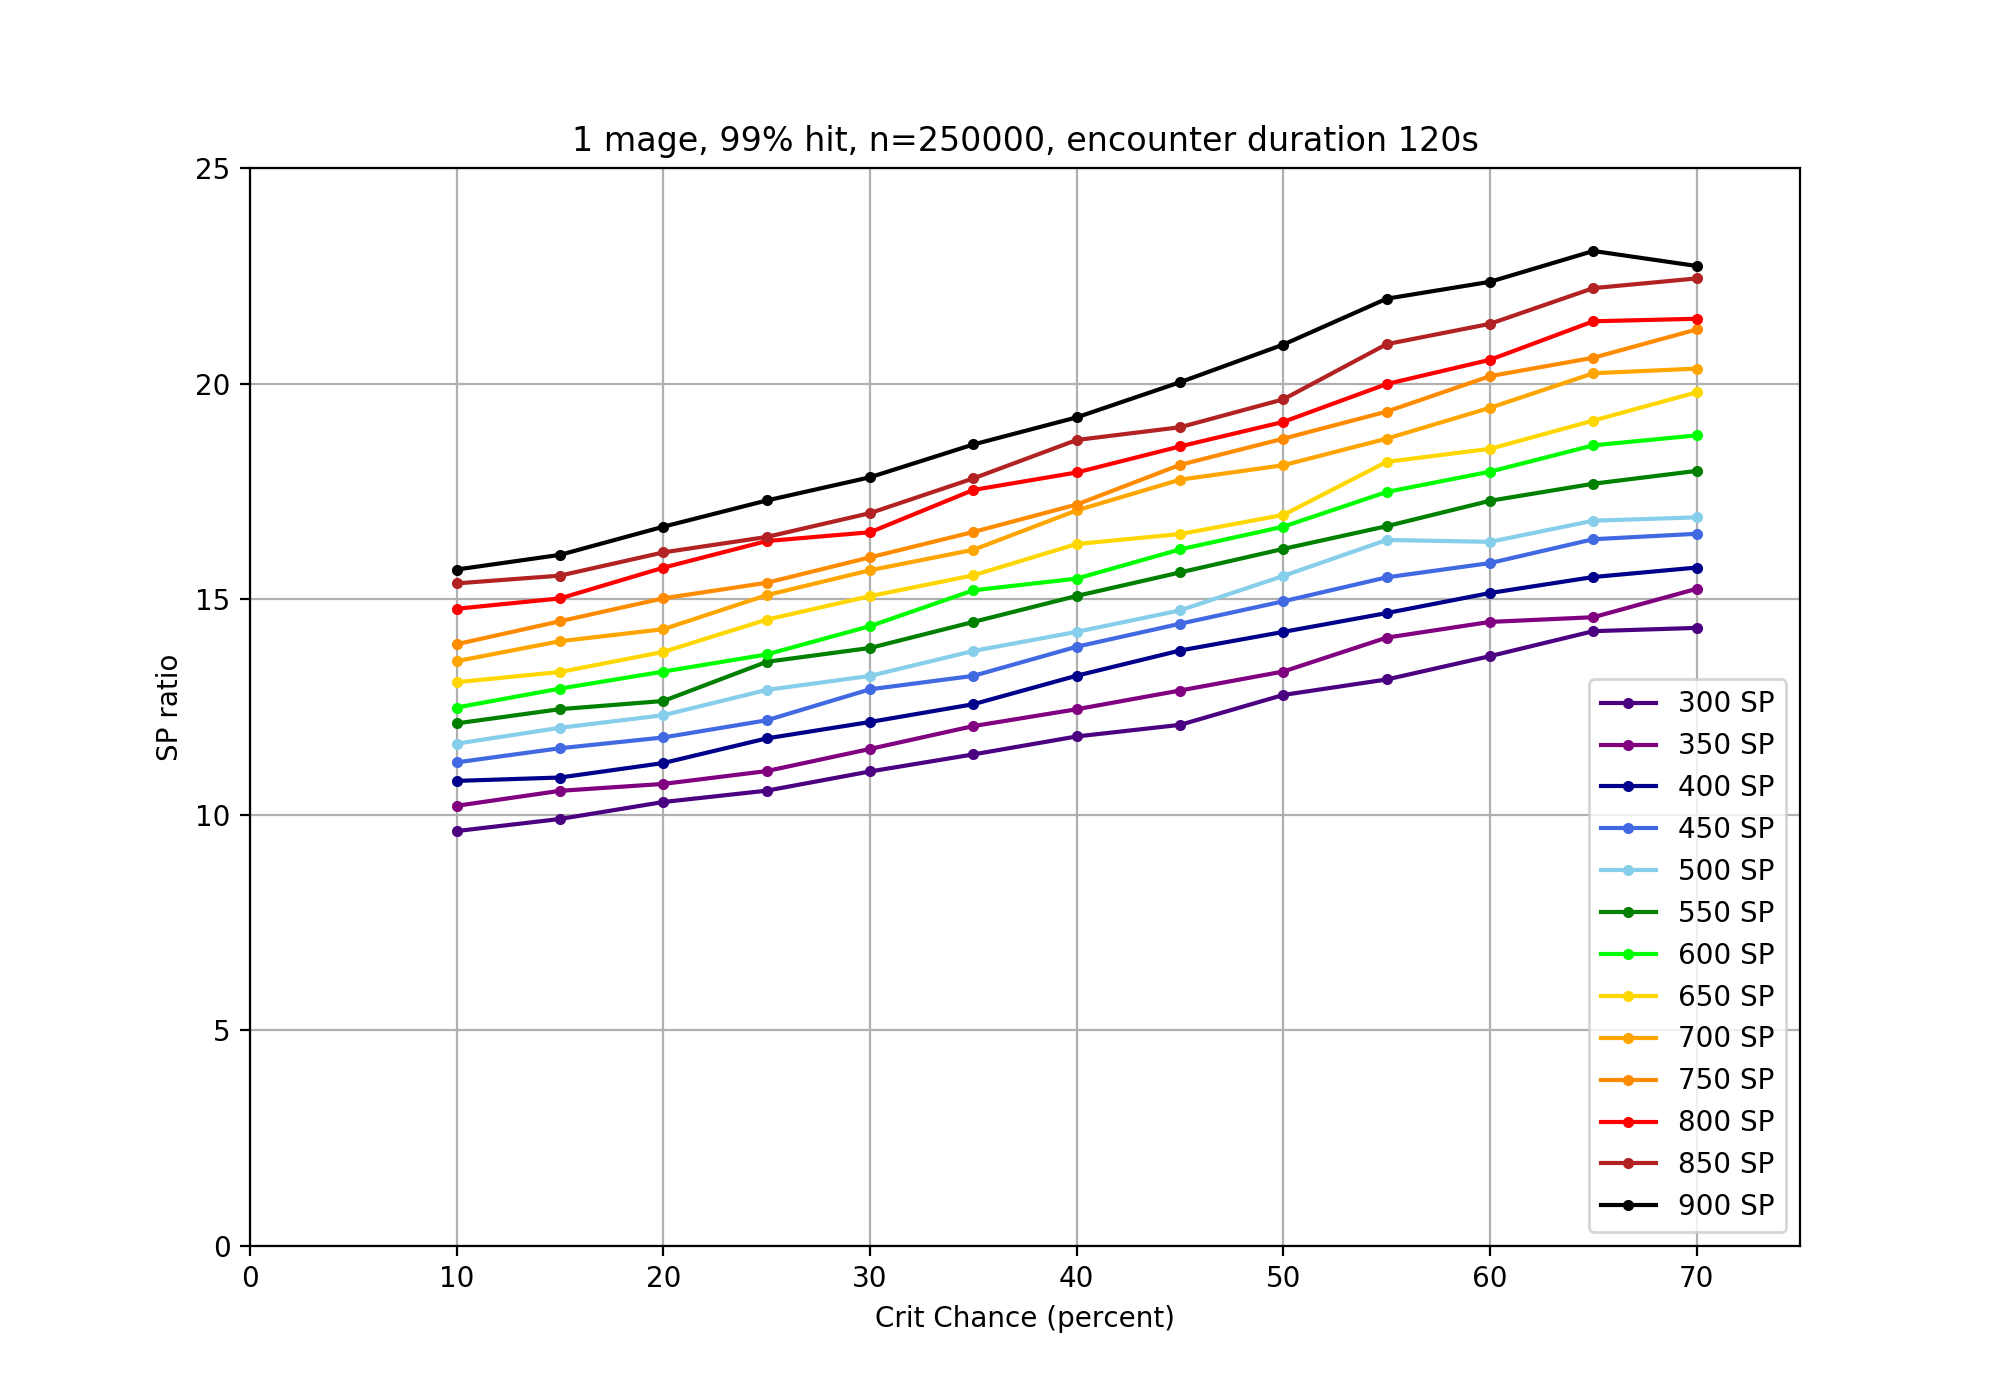 1 mage, 99% hit, n=250000, encounter duration 120s
25
20
15
10
5
0
SP ratio
0 10 20 30 40 50 60 70
Crit Chance (percent)
300 SP
350 SP
400 SP
450 SP
500 SP
550 SP
600 SP
650 SP
700 SP
750 SP
800 SP
850 SP
900 SP